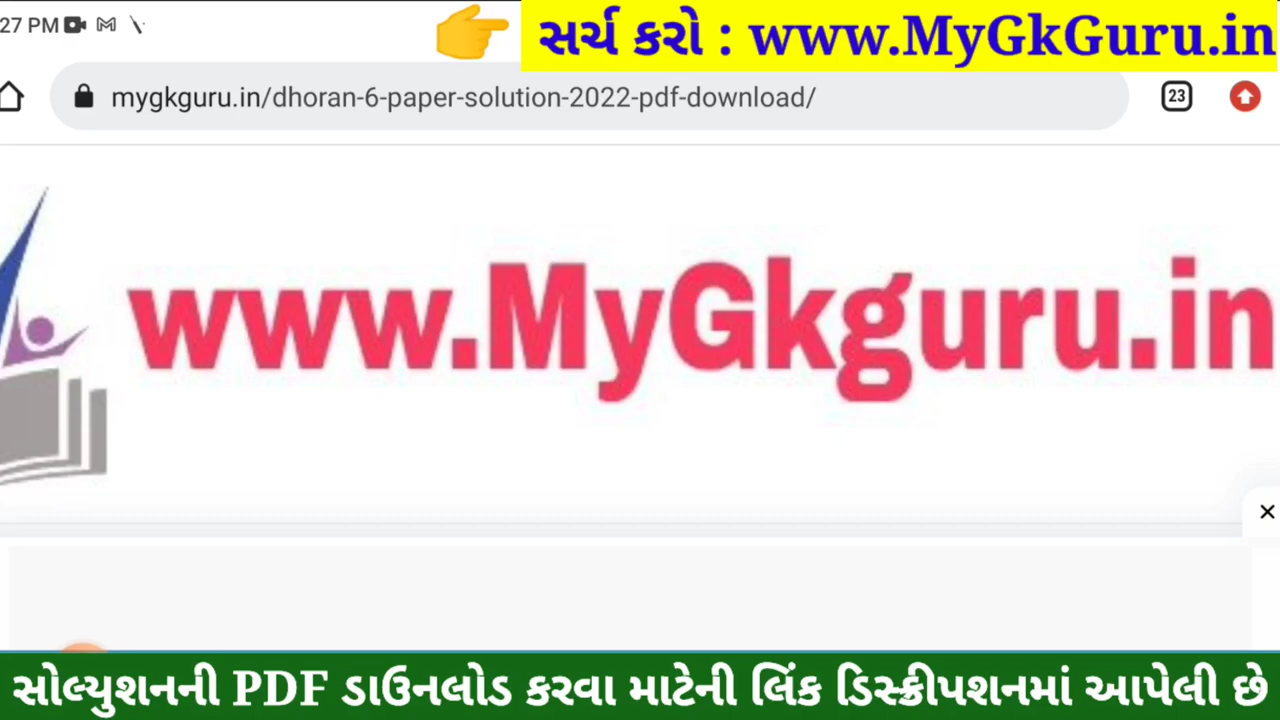 27 PM
સર્ચ કરો : www.MyGkGuru.in
mygkguru.in/dhoran-6-paper-solution-2022-pdf-download/
23
www.MyGkguru.in
સોલ્યુશનની PDF ડાઉનલોડ કરવા માટેની લિંક ડિસ્ક્રીપશનમાં આપેલી છે